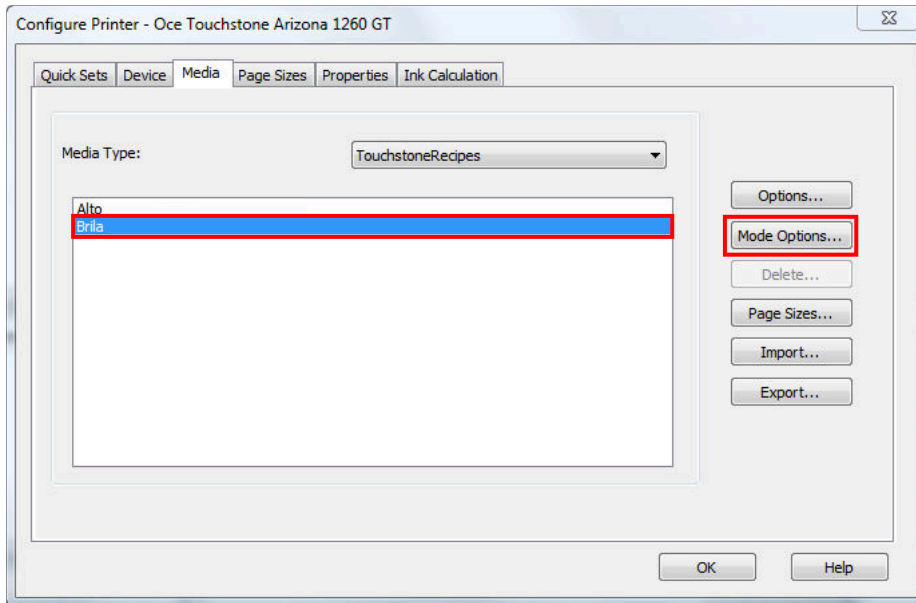 Configure Printer - Oce Touchstone Arizona 1260 GT
Quick Sets Device Media Page Sizes Properties Ink Calculation
Media Type: TouchstoneRecipes
Alto
Brila
Options...
Mode Options...
Delete...
Page Sizes...
Import...
Export...
OK Help